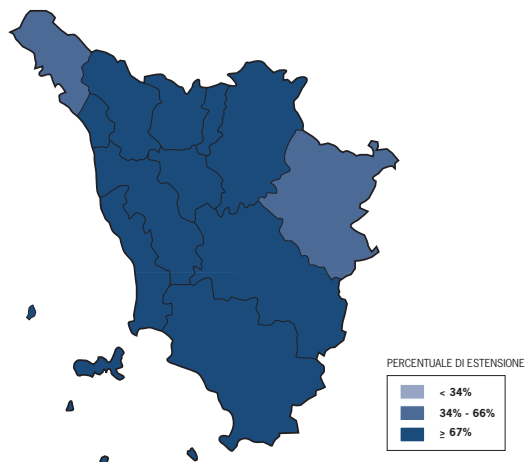 PERCENTUALE DI ESTENSIONE
< 34%
34% - 66%
≥ 67%